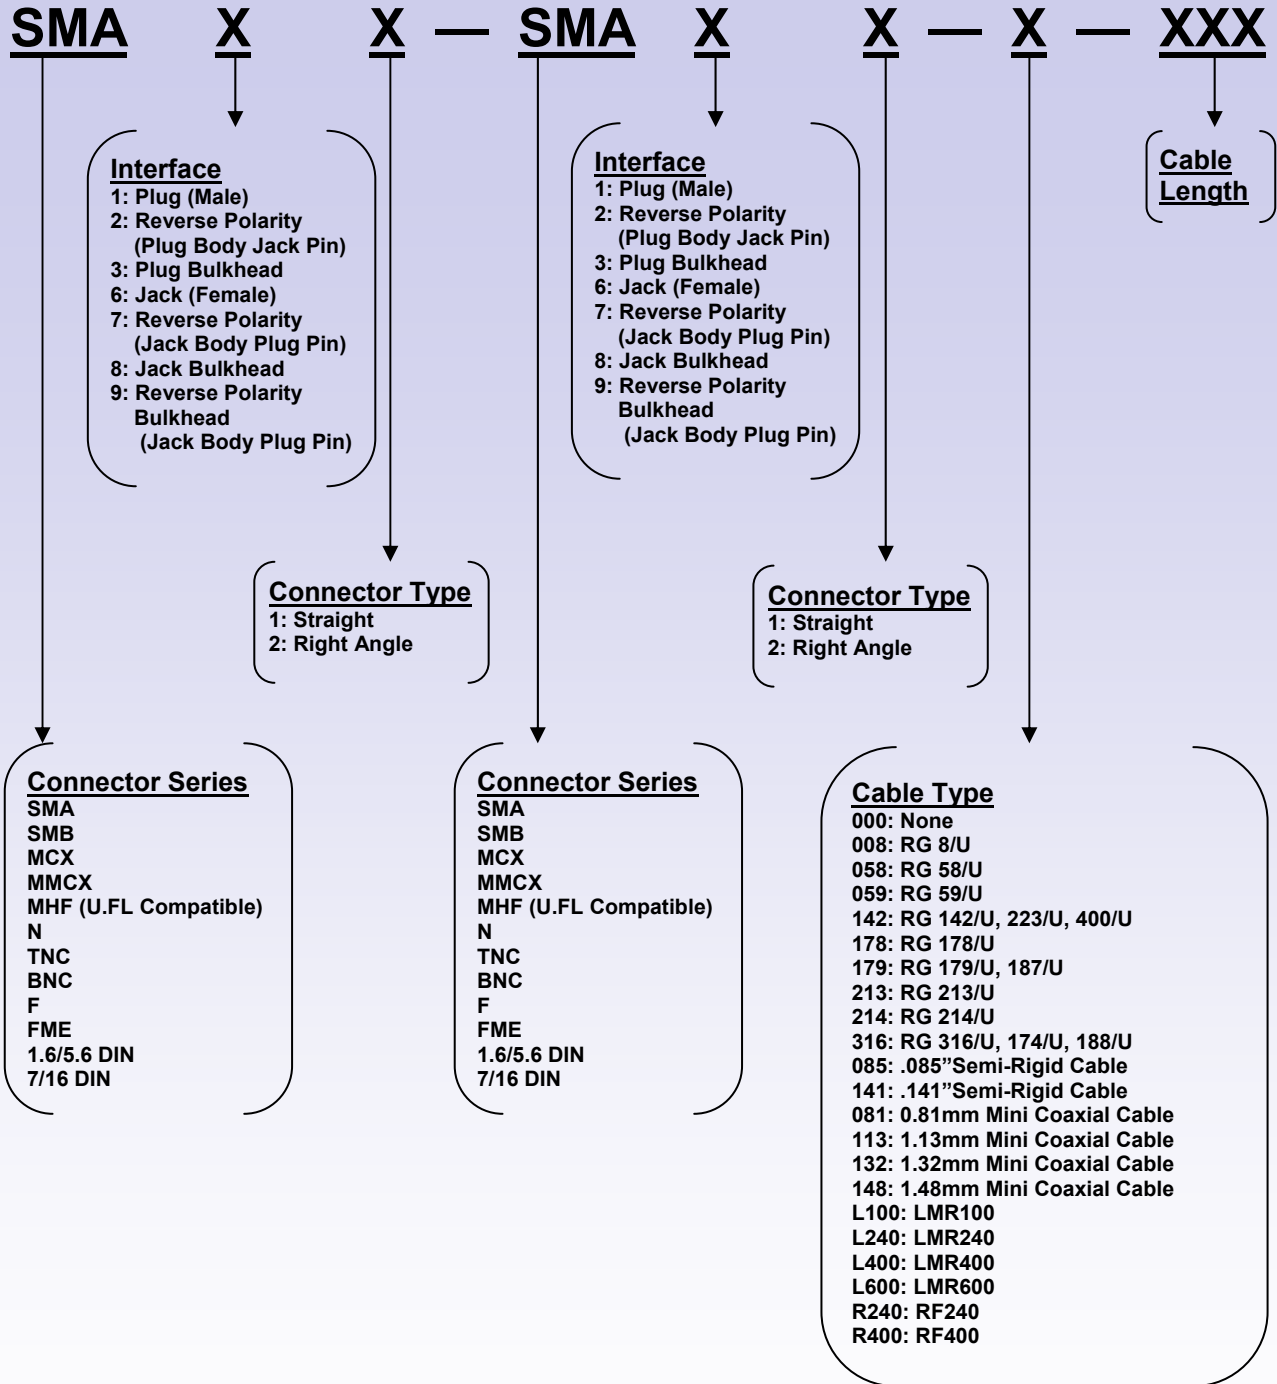 SMA X X — SMA X X — X — XXX
Interface
1: Plug (Male)
2: Reverse Polarity
(Plug Body Jack Pin)
3: Plug Bulkhead
6: Jack (Female)
7: Reverse Polarity
(Jack Body Plug Pin)
8: Jack Bulkhead
9: Reverse Polarity
Bulkhead
(Jack Body Plug Pin)
Interface
1: Plug (Male)
2: Reverse Polarity
(Plug Body Jack Pin)
3: Plug Bulkhead
6: Jack (Female)
7: Reverse Polarity
(Jack Body Plug Pin)
8: Jack Bulkhead
9: Reverse Polarity
Bulkhead
(Jack Body Plug Pin)
Cable
Length
Connector Type
1: Straight
2: Right Angle
Connector Type
1: Straight
2: Right Angle
Connector Series
SMA
SMB
MCX
MMCX
MHF (U.FL Compatible)
N
TNC
BNC
F
FME
1.6/5.6 DIN
7/16 DIN
Connector Series
SMA
SMB
MCX
MMCX
MHF (U.FL Compatible)
N
TNC
BNC
F
FME
1.6/5.6 DIN
7/16 DIN
Cable Type
000: None
008: RG 8/U
058: RG 58/U
059: RG 59/U
142: RG 142/U, 223/U, 400/U
178: RG 178/U
179: RG 179/U, 187/U
213: RG 213/U
214: RG 214/U
316: RG 316/U, 174/U, 188/U
085: .085”Semi-Rigid Cable
141: .141”Semi-Rigid Cable
081: 0.81mm Mini Coaxial Cable
113: 1.13mm Mini Coaxial Cable
132: 1.32mm Mini Coaxial Cable
148: 1.48mm Mini Coaxial Cable
L100: LMR100
L240: LMR240
L400: LMR400
L600: LMR600
R240: RF240
R400: RF400